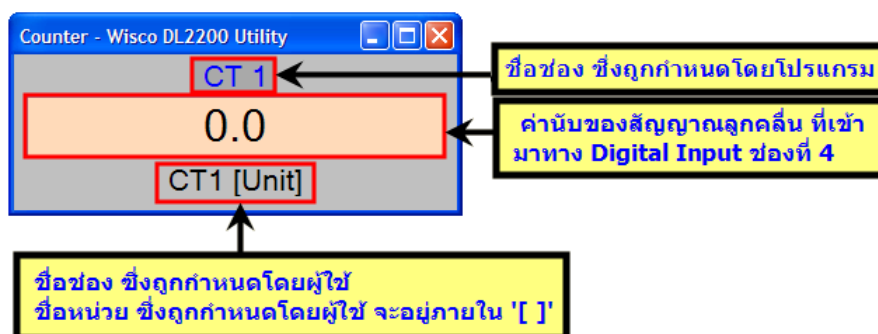 Counter - Wisco DL2200 Utility
CT 1
ชื่อช่อง ซึ่งถูกกำหนดโดยโปรแกรม
0.0
ค่านับของสัญญาณลูกคลื่น ที่เข้า
มาทาง Digital Input ช่องที่ 4
CT1 [Unit]
ชื่อช่อง ซึ่งถูกกำหนดโดยผู้ใช้
ชื่อหน่วย ซึ่งถูกกำหนดโดยผู้ใช้ จะอยู่ภายใน '[ ]'